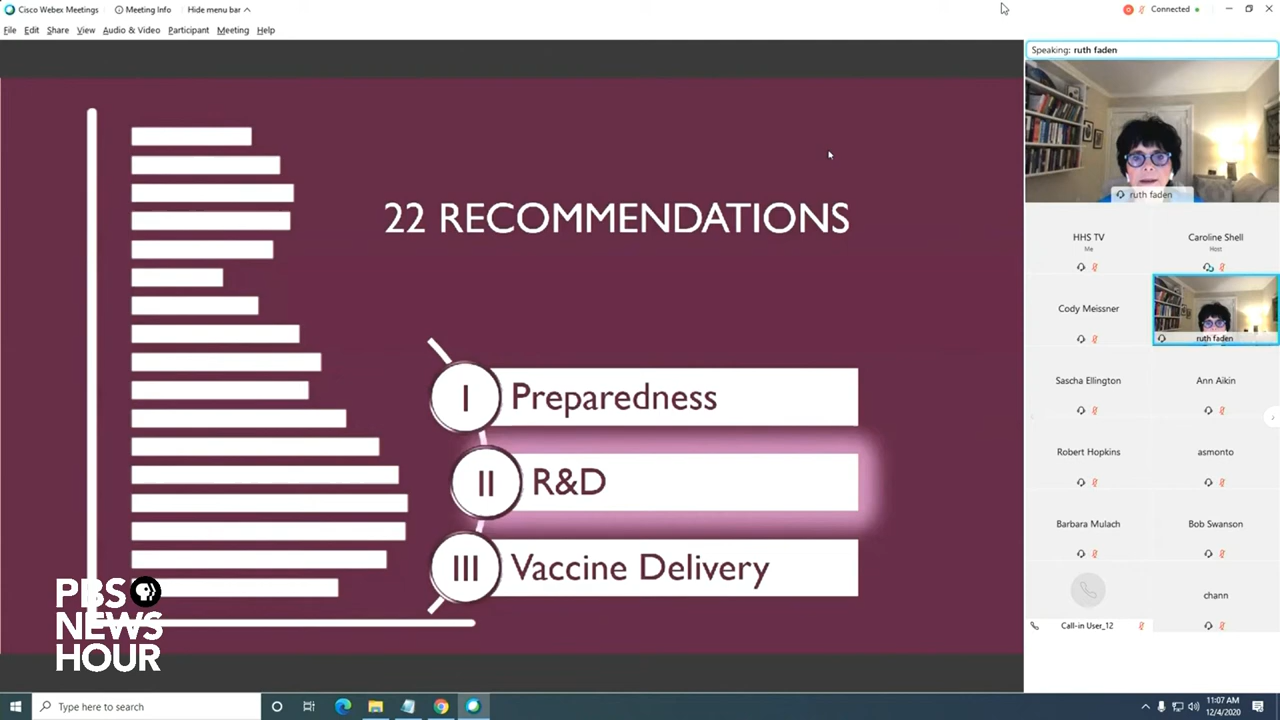 Cisco Webex Meetings
Meeting Info
Hide menu bar
Connected
File Edit Share View Audio & Video Participant Meeting Help
Speaking: ruth faden
ruth faden
22 RECOMMENDATIONS
I Preparedness
II R&D
III Vaccine Delivery
HHS TV
Me
Caroline Shell
Host
Cody Meissner
ruth faden
Sascha Ellington
Ann Aikin
Robert Hopkins
asmonto
Barbara Mulach
Bob Swanson
Call-in User_12
chann
PBS
NEWS
HOUR
Type here to search
11:07 AM
12/4/2020